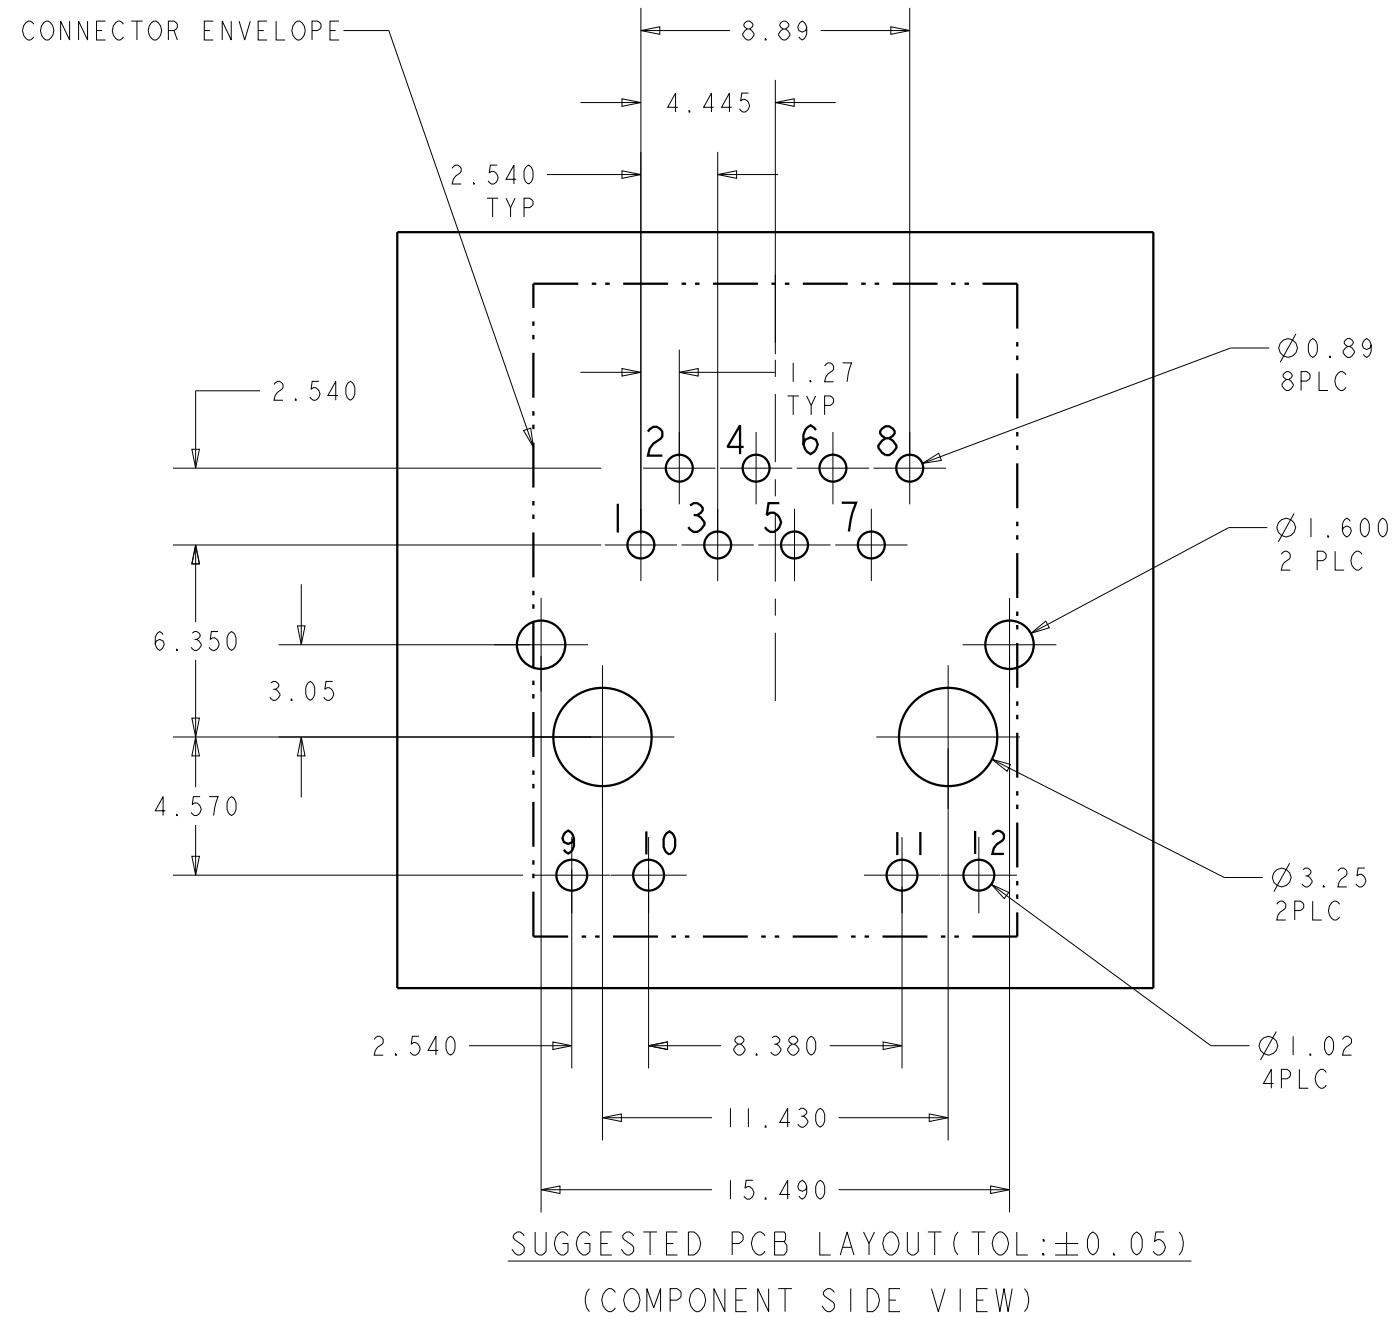 CONNECTOR ENVELOPE
8.89
4.445
2.540
TYP
Ø0.89
8PLC
1.27
TYP
2.540
2 4 6 8
1 3 5 7
Ø1.600
2 PLC
6.350
3.05
4.570
9 10 11 12
Ø3.25
2PLC
2.540
8.380
Ø1.02
4PLC
11.430
15.490
SUGGESTED PCB LAYOUT(TOL:±0.05)
(COMPONENT SIDE VIEW)